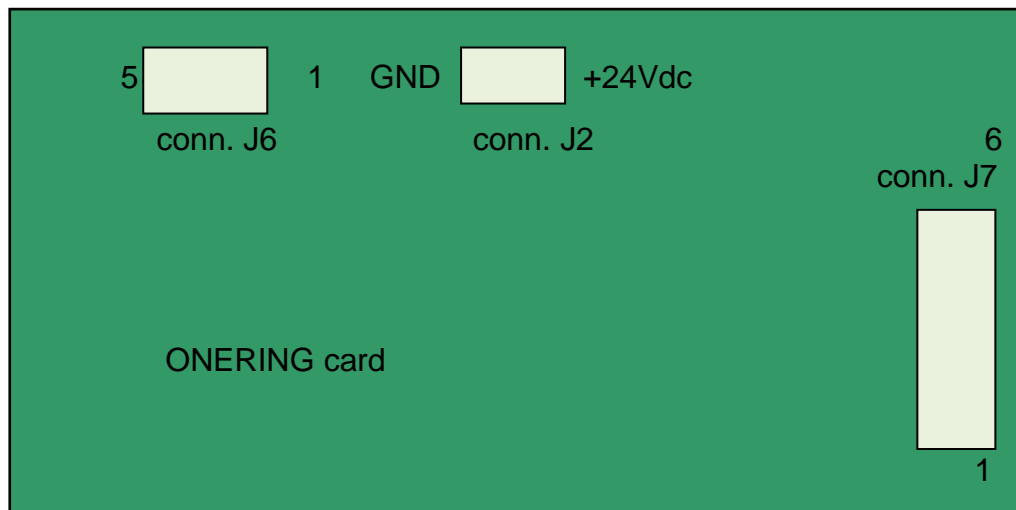 5 1 GND +24Vdc
conn. J6 conn. J2 6
conn. J7
ONERING card
1